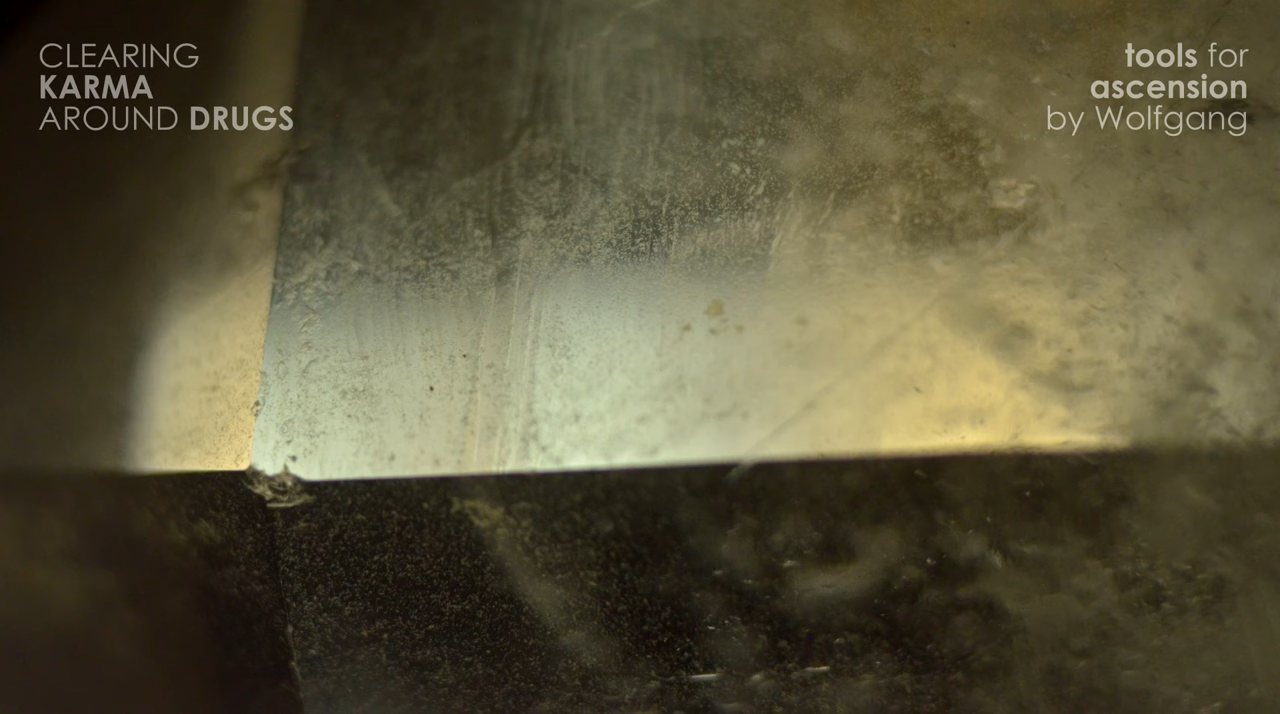 CLEARING
KARMA
AROUND DRUGS
tools for
ascension
by Wolfgang